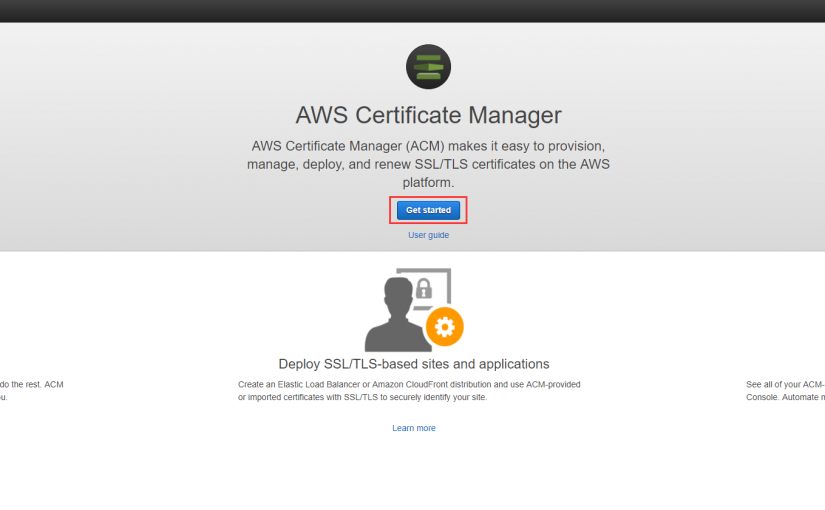 AWS Certificate Manager
AWS Certificate Manager (ACM) makes it easy to provision,
manage, deploy, and renew SSL/TLS certificates on the AWS
platform.
Get started
User guide
Deploy SSL/TLS-based sites and applications
do the rest. ACM
u.
Create an Elastic Load Balancer or Amazon CloudFront distribution and use ACM-provided
or imported certificates with SSL/TLS to securely identify your site.
Learn more
See all of your ACM-
Console. Automate